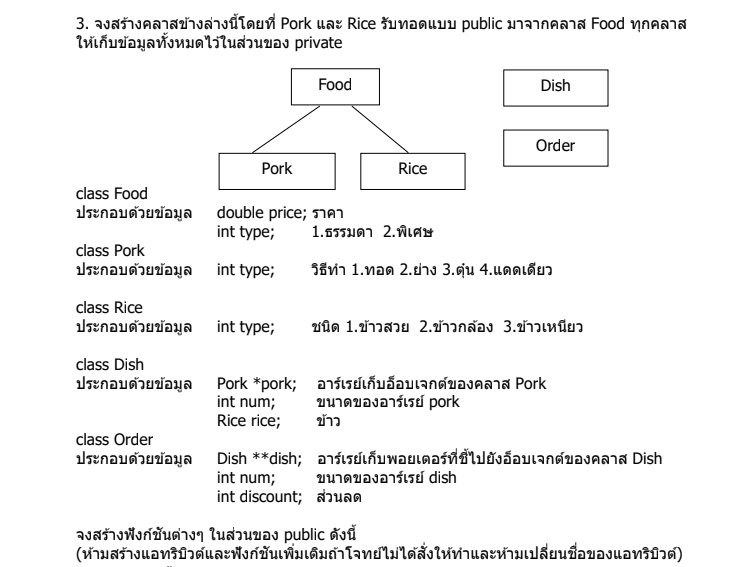 3. จงสร้างคลาสข้างล่างนี้โดยที่ Pork และ Rice รับทอดแบบ public มาจากคลาส Food ทุกคลาส
ให้เก็บข้อมูลทั้งหมดไว้ในส่วนของ private
Food
Dish
Order
Pork
Rice
class Food
ประกอบด้วยข้อมูล double price; ราคา
int type; 1.ธรรมดา 2.พิเศษ
class Pork
ประกอบด้วยข้อมูล int type; วิธีทำ 1.ทอด 2.ย่าง 3.ตุ๋น 4.แดดเดียว
class Rice
ประกอบด้วยข้อมูล int type; ชนิด 1.ข้าวสวย 2.ข้าวกล้อง 3.ข้าวเหนียว
class Dish
ประกอบด้วยข้อมูล Pork *pork; อาร์เรย์เก็บอ็อบเจกต์ของคลาส Pork
int num; ขนาดของอาร์เรย์ pork
Rice rice; ข้าว
class Order
ประกอบด้วยข้อมูล Dish **dish; อาร์เรย์เก็บพอยเตอร์ที่ชี้ไปยังอ็อบเจกต์ของคลาส Dish
int num; ขนาดของอาร์เรย์ dish
int discount; ส่วนลด
จงสร้างฟังก์ชันต่างๆ ในส่วนของ public ดังนี้
(ห้ามสร้างแอทริบิวต์และฟังก์ชันเพิ่มเติมถ้าโจทย์ไม่ได้สั่งให้ทำและห้ามเปลี่ยนชื่อของแอทริบิวต์)